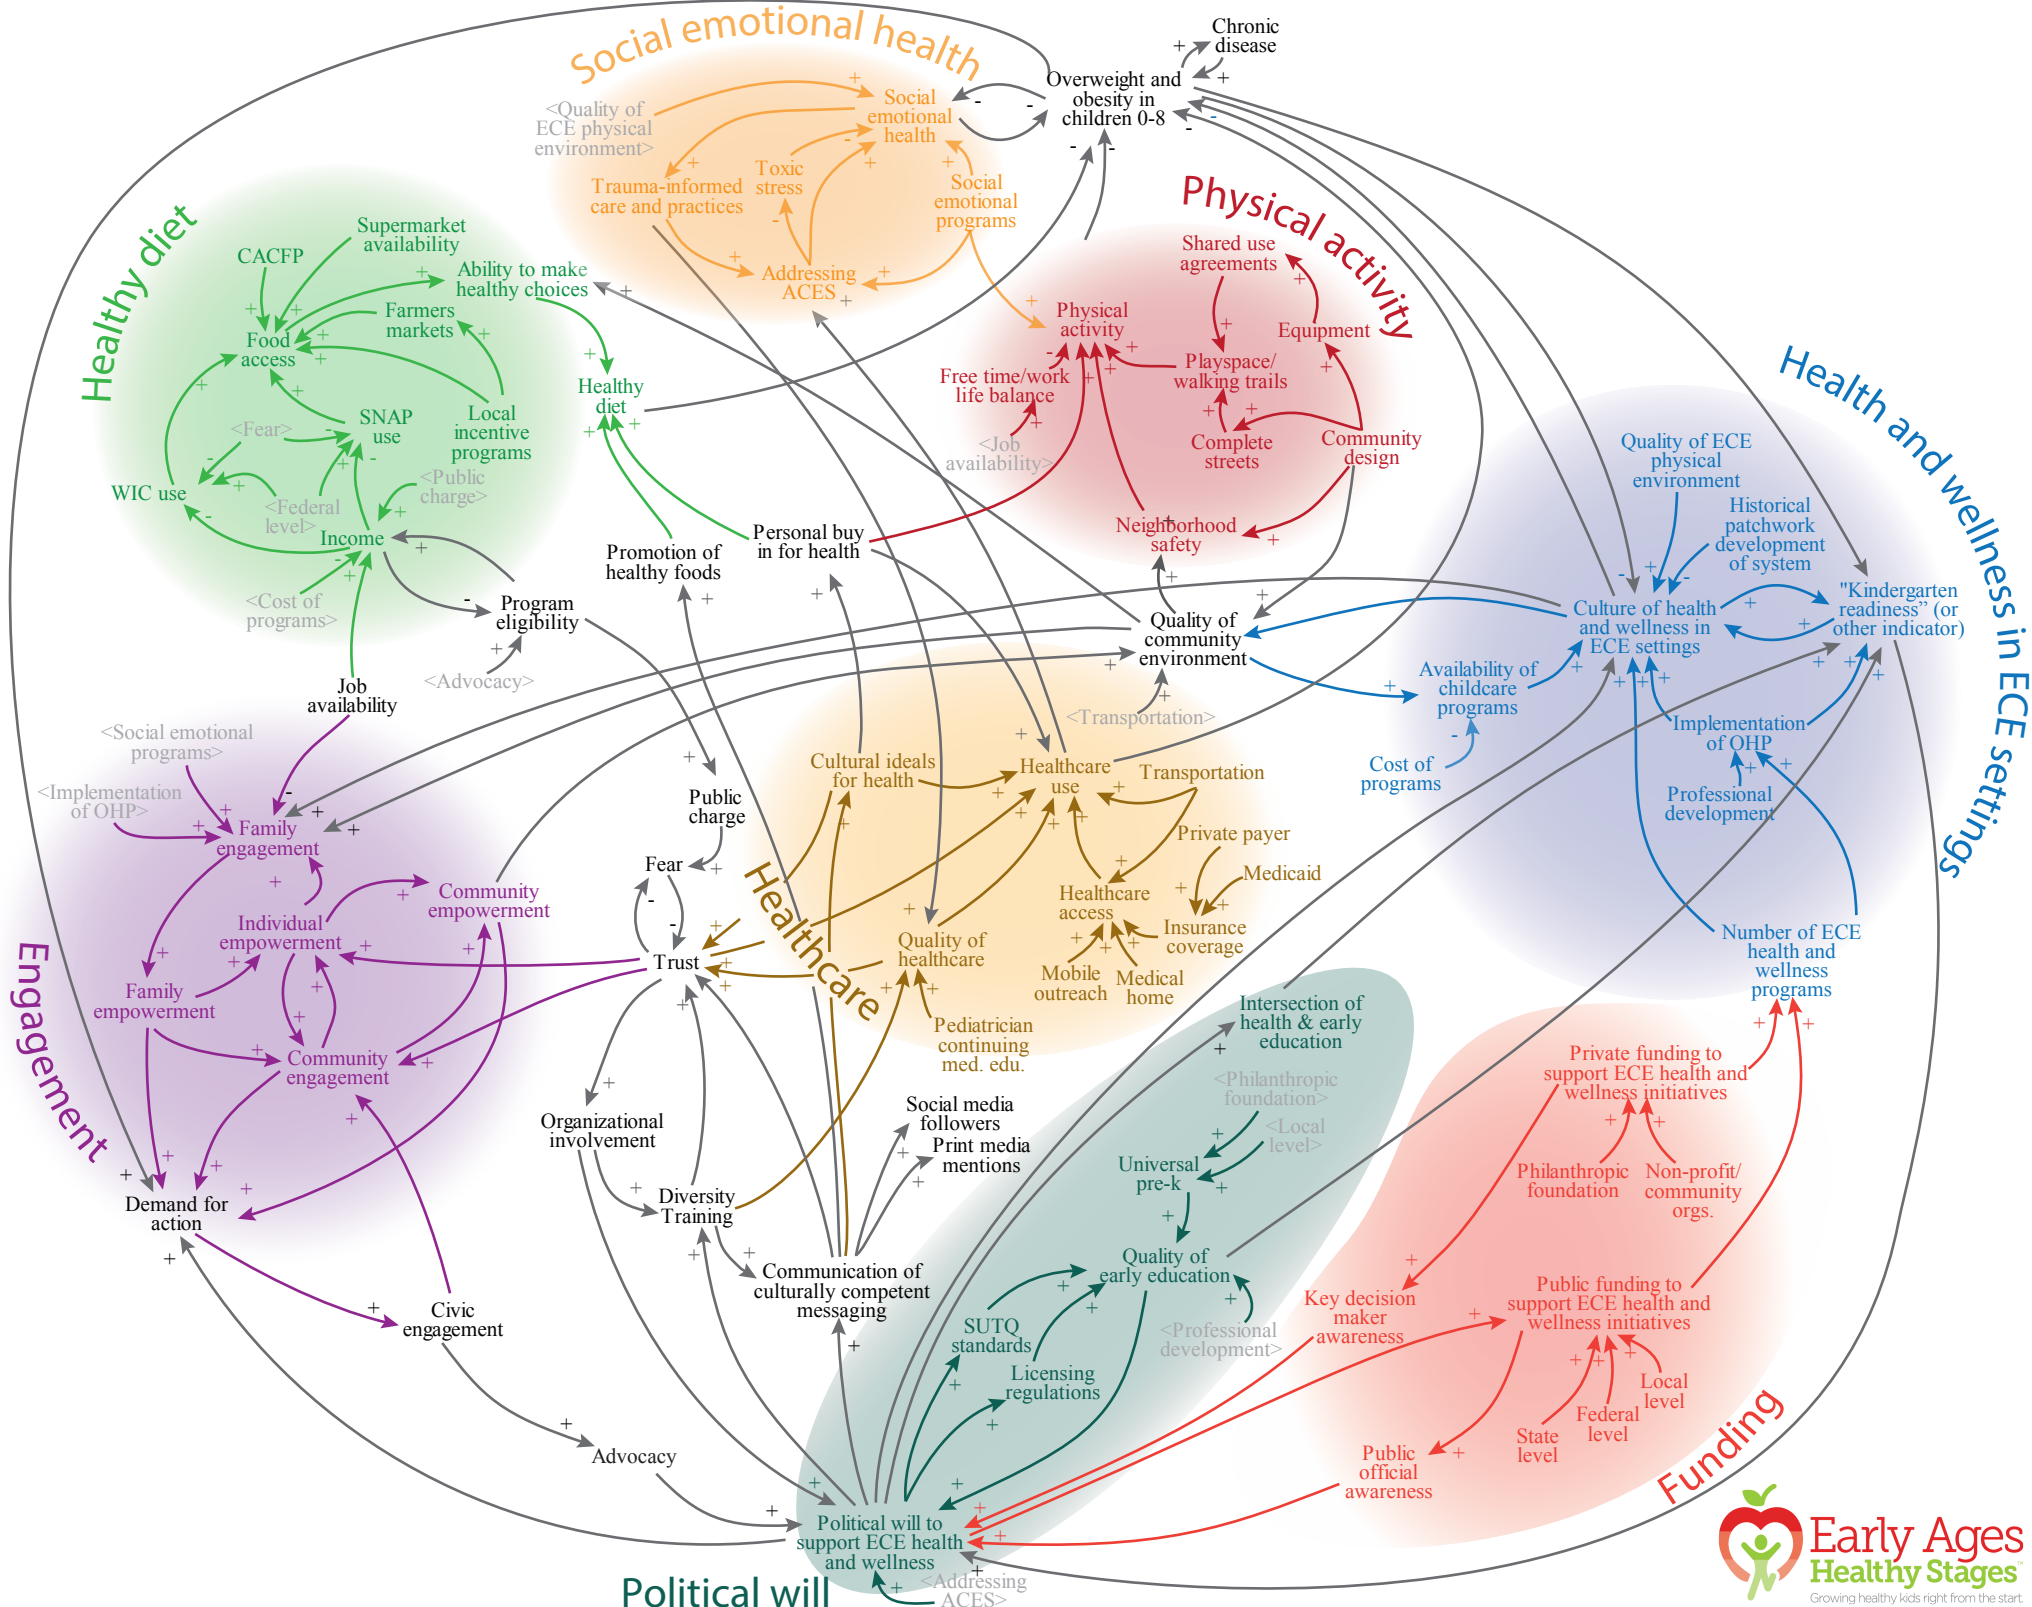 Social emotional health
Chronic
disease
Overweight and
obesity in
children 0-8
<Quality of
ECE physical
environment>
Social
emotional
health
Trauma-informed
care and practices
Toxic
stress
Social
emotional
programs
Addressing
ACES
Healthy diet
CACFP
Supermarket
availability
Ability to make
healthy choices
Farmers
markets
Food
access
SNAP
use
Local
incentive
programs
<Fear>
<Public
charge>
WIC use
<Federal
level>
Income
<Cost of
programs>
Healthy
diet
Physical activity
Shared use
agreements
Physical
activity
Equipment
Playspace/
walking trails
Free time/work
life balance
<Job
availability>
Complete
streets
Community
design
Neighborhood
safety
Promotion of
healthy foods
Personal buy
in for health
Program
eligibility
<Advocacy>
Job
availability
Quality of
community
environment
<Transportation>
Health and wellness in ECE settings
Quality of ECE
physical
environment
Historical
patchwork
development
of system
Culture of health
and wellness in
ECE settings
"Kindergarten
readiness” (or
other indicator)
Availability of
childcare
programs
Cost of
programs
Implementation
of OHP
Professional
development
Number of ECE
health and
wellness
programs
<Social emotional
programs>
<Implementation
of OHP>
Family
engagement
Individual
empowerment
Community
empowerment
Family
empowerment
Community
engagement
Engagement
Demand for
action
Civic
engagement
Advocacy
Public
charge
Fear
Trust
Organizational
involvement
Diversity
Training
Communication of
culturally competent
messaging
Social media
followers
Print media
mentions
Healthcare
Cultural ideals
for health
Healthcare
use
Transportation
Private payer
Medicaid
Healthcare
access
Insurance
coverage
Quality of
healthcare
Mobile
outreach
Medical
home
Pediatrician
continuing
med. edu.
Intersection of
health & early
education
<Philanthropic
foundation>
<Local
level>
Universal
pre-k
Quality of
early education
SUTQ
standards
Licensing
regulations
<Professional
development>
Political will to
support ECE health
and wellness
<Addressing
ACES>
Political will
Private funding to
support ECE health and
wellness initiatives
Philanthropic
foundation
Non-profit/
community
orgs.
Key decision
maker
awareness
Public funding to
support ECE health and
wellness initiatives
Local
level
Federal
level
State
level
Public
official
awareness
Funding
Early Ages
Healthy Stages™
Growing healthy kids right from the start.